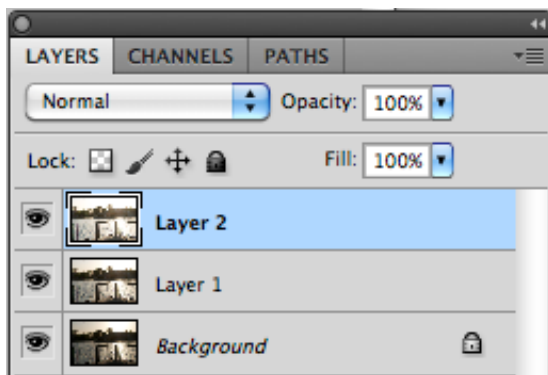 LAYERS CHANNELS PATHS
Normal Opacity: 100%
Lock: Fill: 100%
Layer 2
Layer 1
Background